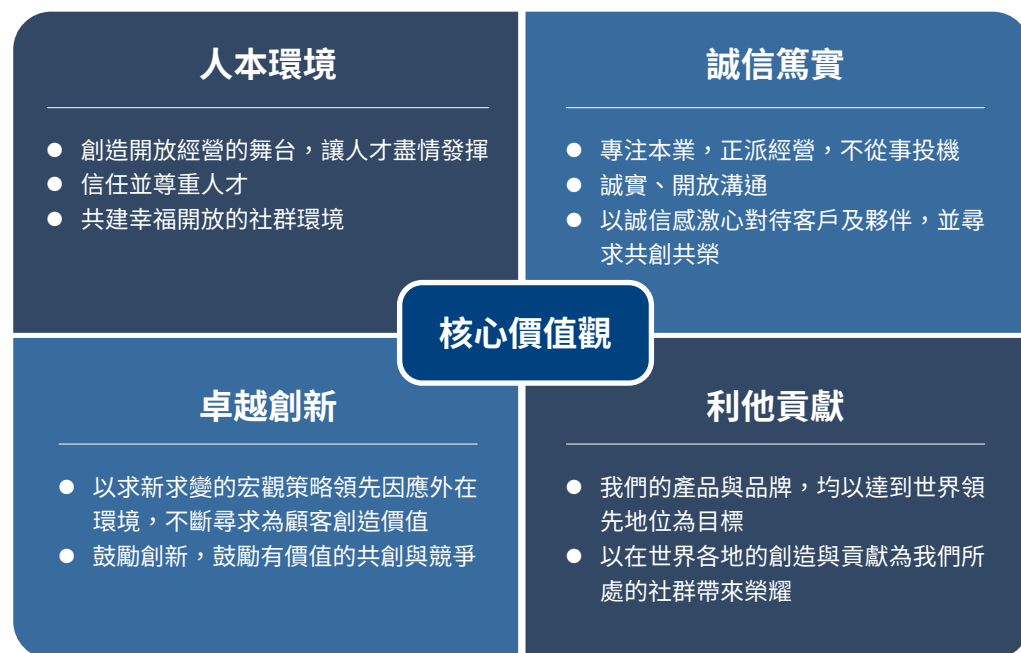 人本環境
● 創造開放經營的舞台，讓人才盡情發揮
● 信任並尊重人才
● 共建幸福開放的社群環境
誠信篤實
● 專注本業，正派經營，不從事投機
● 誠實、開放溝通
● 以誠信感激心對待客戶及夥伴，並尋
求共創共榮
核心價值觀
卓越創新
● 以求新求變的宏觀策略領先因應外在
環境，不斷尋求為顧客創造價值
● 鼓勵創新，鼓勵有價值的共創與競爭
利他貢獻
● 我們的產品與品牌，均以達到世界領
先地位為目標
● 以在世界各地的創造與貢獻為我們所
處的社群帶來榮耀